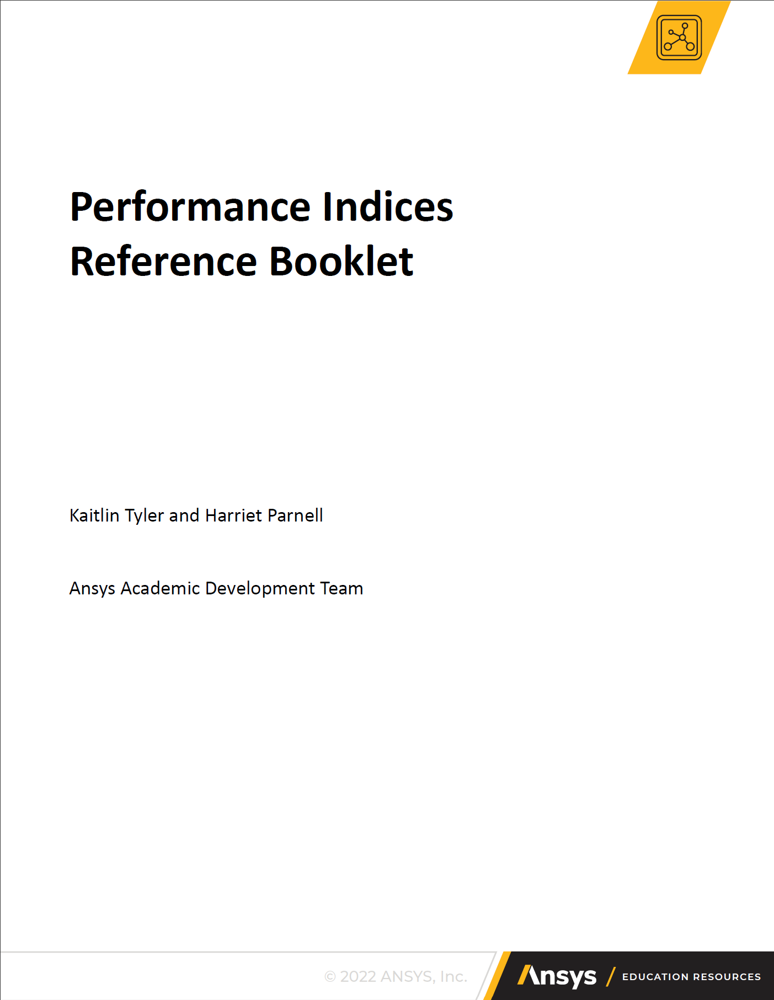 Performance Indices
Reference Booklet
Kaitlin Tyler and Harriet Parnell
Ansys Academic Development Team
© 2022 ANSYS, Inc.
Ansys / EDUCATION RESOURCES